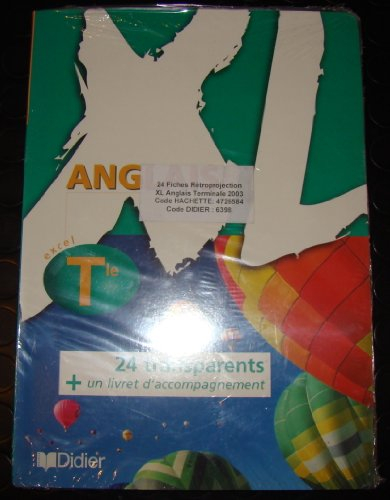 XL
ANGLAIS
24 Fiches Rétroprojection
XL Anglais Terminale 2003
Code HACHETTE: 4728584
Code DIDIER : 6398
excel
Tle
24 transparents
+ un livret d'accompagnement
Didier